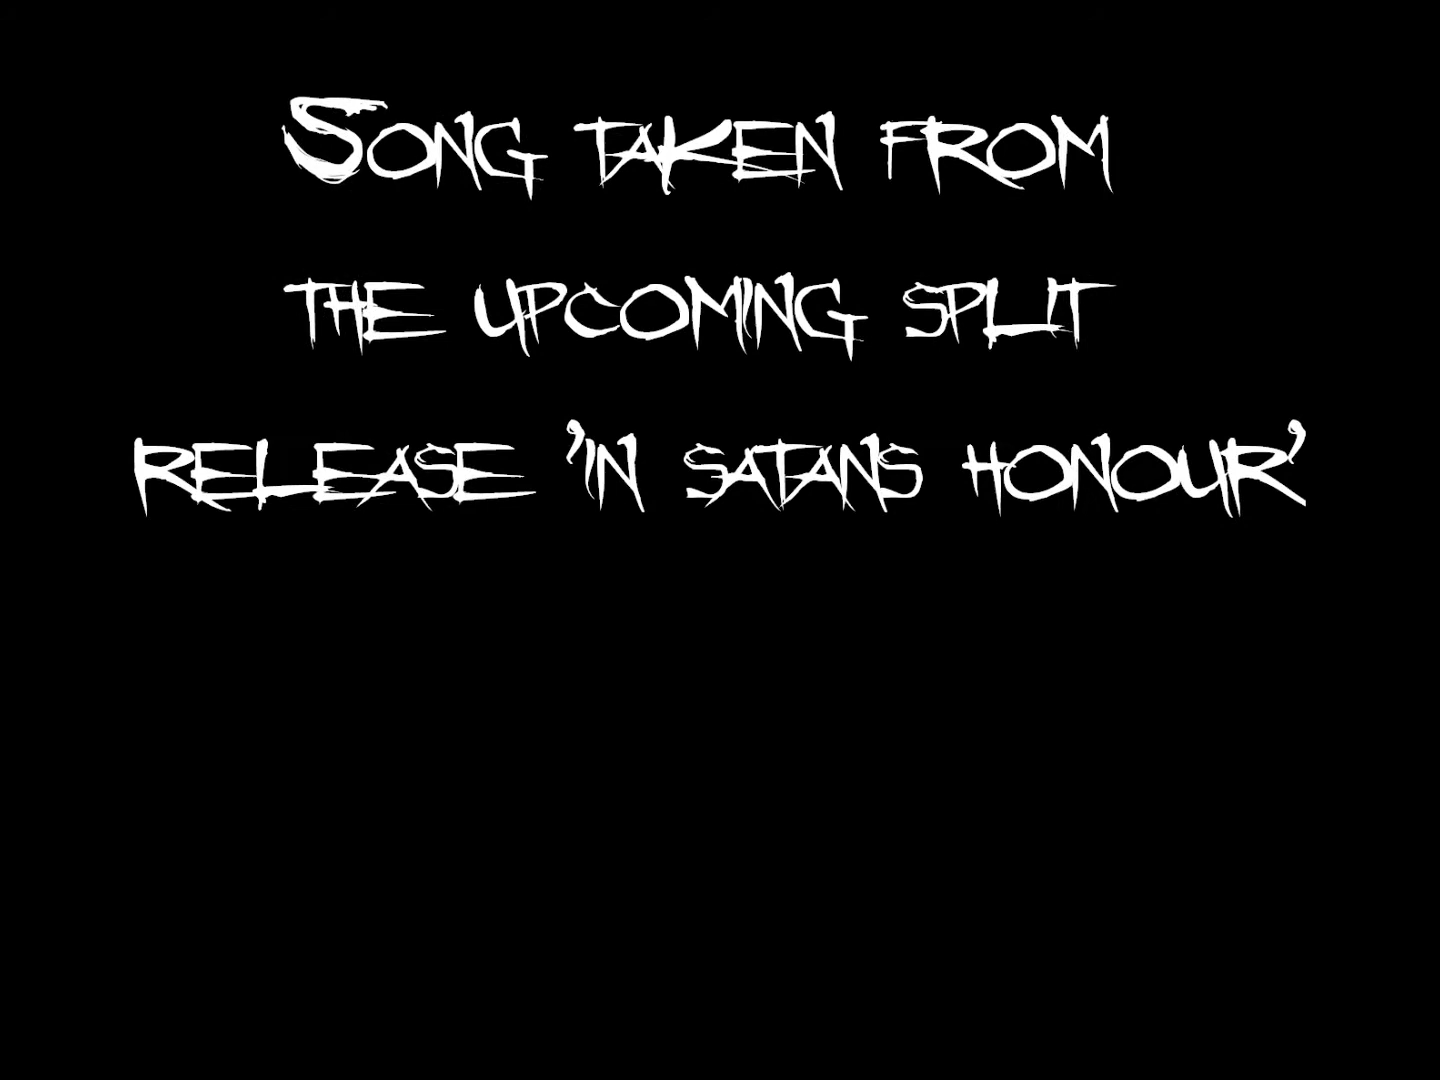 Song taken from
the upcoming split
release 'in satans honour'